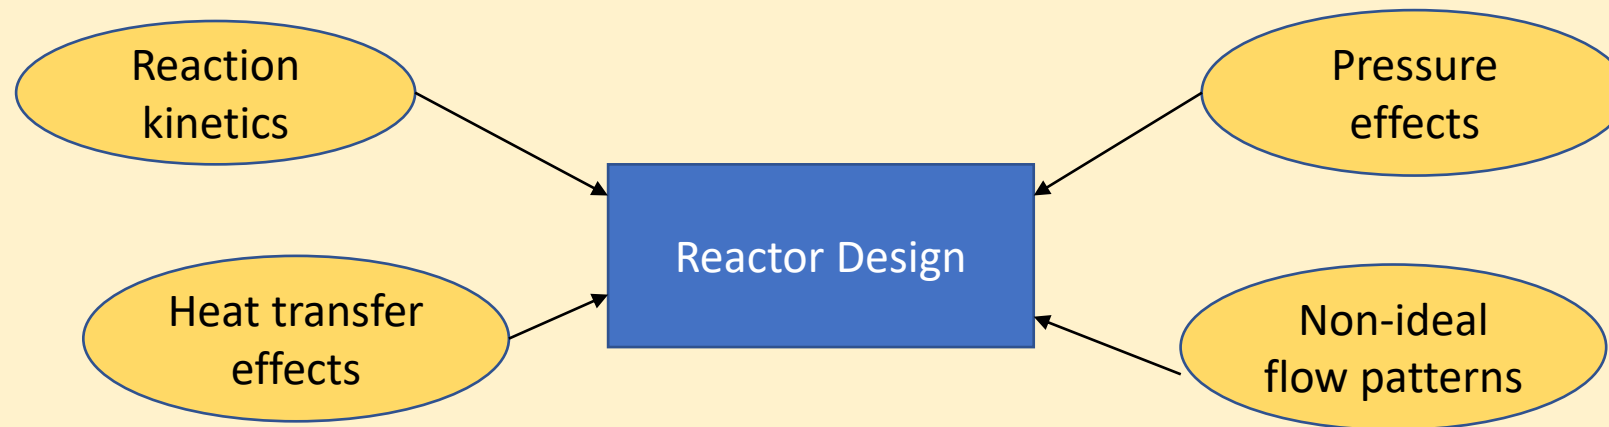 Reaction
kinetics
Pressure
effects
Reactor Design
Heat transfer
effects
Non-ideal
flow patterns